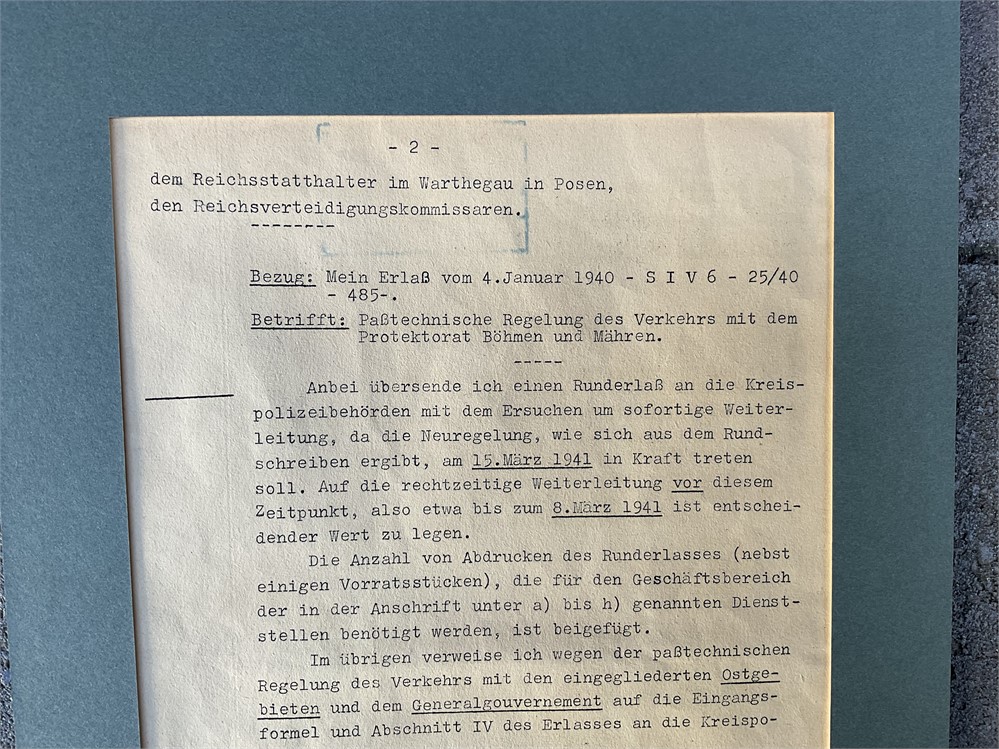 - 2 -
dem Reichsstatthalter im Warthegau in Posen,
den Reichsverteidigungskommissaren.
--------
Bezug: Mein Erlaß vom 4.Januar 1940 - S I V 6 - 25/40
- 485-.
Betrifft: Paßtechnische Regelung des Verkehrs mit dem
Protektorat Böhmen und Mähren.
-----
Anbei übersende ich einen Runderlaß an die Kreis-
polizeibehörden mit dem Ersuchen um sofortige Weiter-
leitung, da die Neuregelung, wie sich aus dem Rund-
schreiben ergibt, am 15.März 1941 in Kraft treten
soll. Auf die rechtzeitige Weiterleitung vor diesem
Zeitpunkt, also etwa bis zum 8.März 1941 ist entschei-
dender Wert zu legen.
Die Anzahl von Abdrucken des Runderlasses (nebst
einigen Vorratsstücken), die für den Geschäftsbereich
der in der Anschrift unter a) bis h) genannten Dienst-
stellen benötigt werden, ist beigefügt.
Im übrigen verweise ich wegen der paßtechnischen
Regelung des Verkehrs mit den eingegliederten Ostge-
bieten und dem Generalgouvernement auf die Eingangs-
formel und Abschnitt IV des Erlasses an die Kreispo-